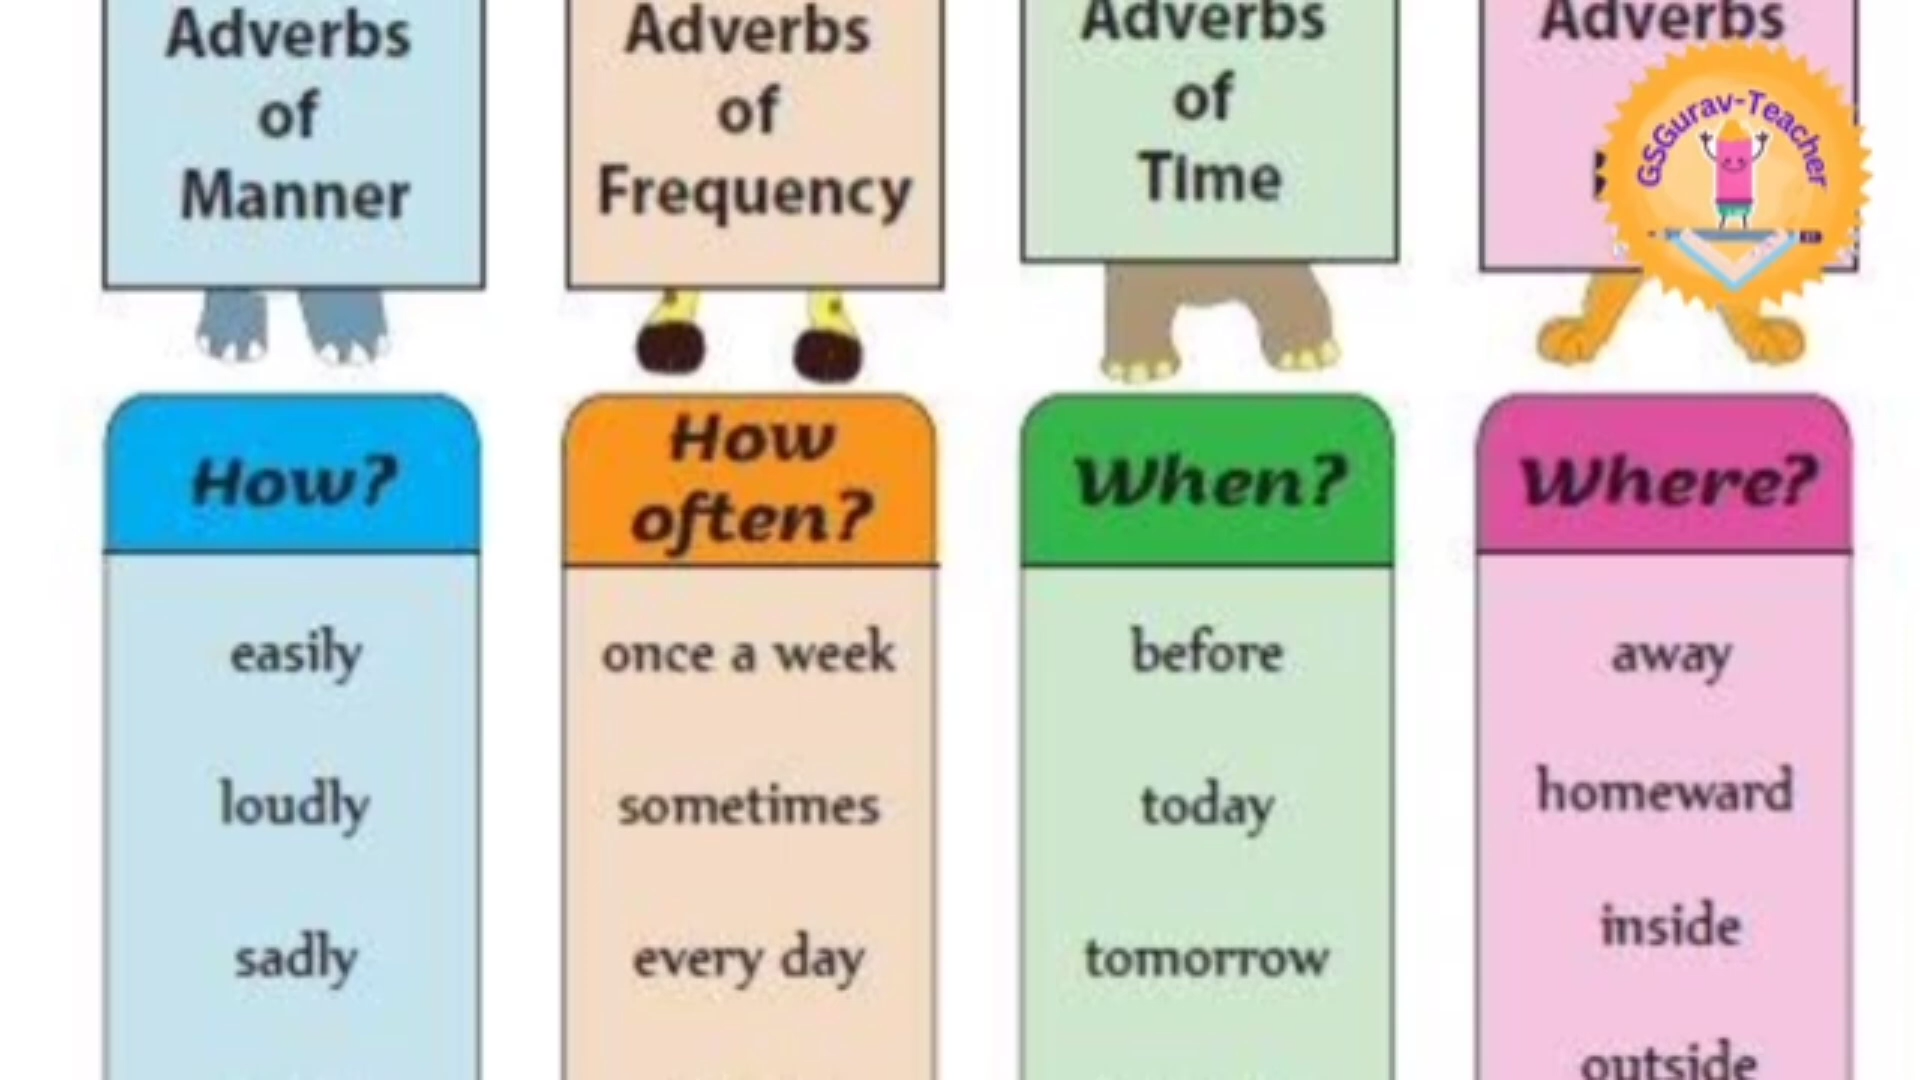 Adverbs
of
Manner
Adverbs
of
Frequency
Adverbs
of
TIme
Adverbs
GSGurav-Teacher
How?
How
often?
When?
Where?
easily
loudly
sadly
once a week
sometimes
every day
before
today
tomorrow
away
homeward
inside
outside